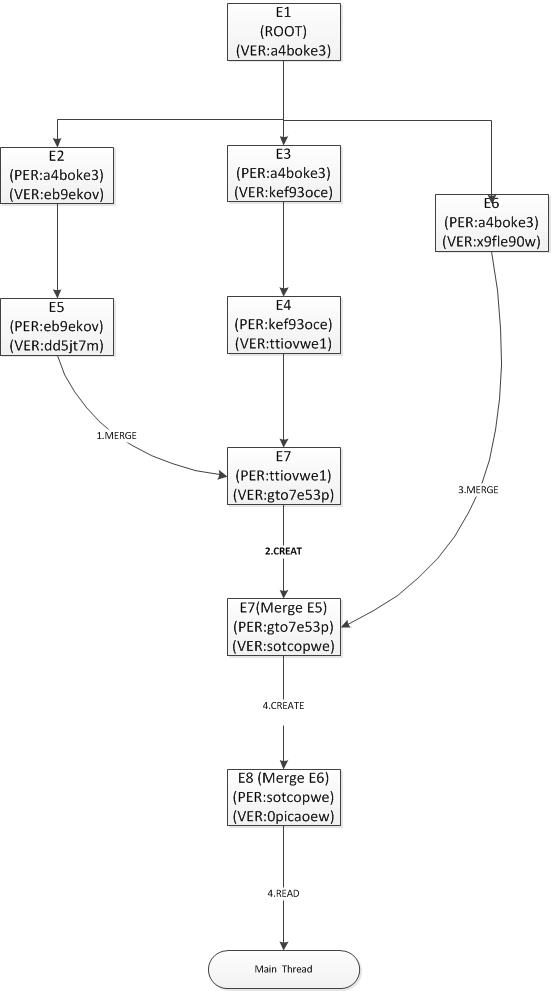 E1
(ROOT)
(VER:a4boke3)
E2
(PER:a4boke3)
(VER:eb9ekov)
E3
(PER:a4boke3)
(VER:kef93oce)
E6
(PER:a4boke3)
(VER:x9fle90w)
E5
(PER:eb9ekov)
(VER:dd5jt7m)
E4
(PER:kef93oce)
(VER:ttiovwe1)
1.MERGE
E7
(PER:ttiovwe1)
(VER:gto7e53p)
3.MERGE
2.CREAT
E7(Merge E5)
(PER:gto7e53p)
(VER:sotcopwe)
4.CREATE
E8 (Merge E6)
(PER:sotcopwe)
(VER:0picaoew)
4.READ
Main Thread